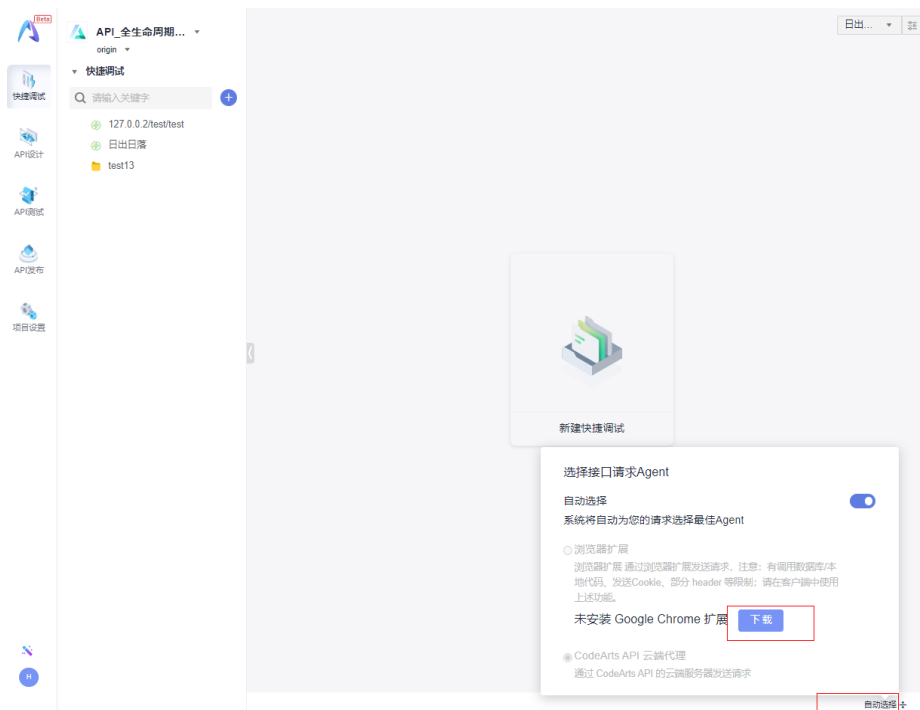 Beta
API_全生命周期...
origin
快捷调试
请输入关键字
127.0.0.2/test/test
日出日落
test13
快捷调试
API设计
API测试
API发布
项目设置
H
日出...
新建快捷调试
选择接口请求Agent
自动选择
系统将自动为您的请求选择最佳Agent
浏览器扩展
浏览器扩展 通过浏览器扩展发送请求，注意：有调用数据库/本
地代码、发送Cookie、部分 header 等限制；请在客户端中使用
上述功能。
未安装 Google Chrome 扩展
下载
CodeArts API 云端代理
通过 CodeArts API 的云端服务器发送请求
自动选择